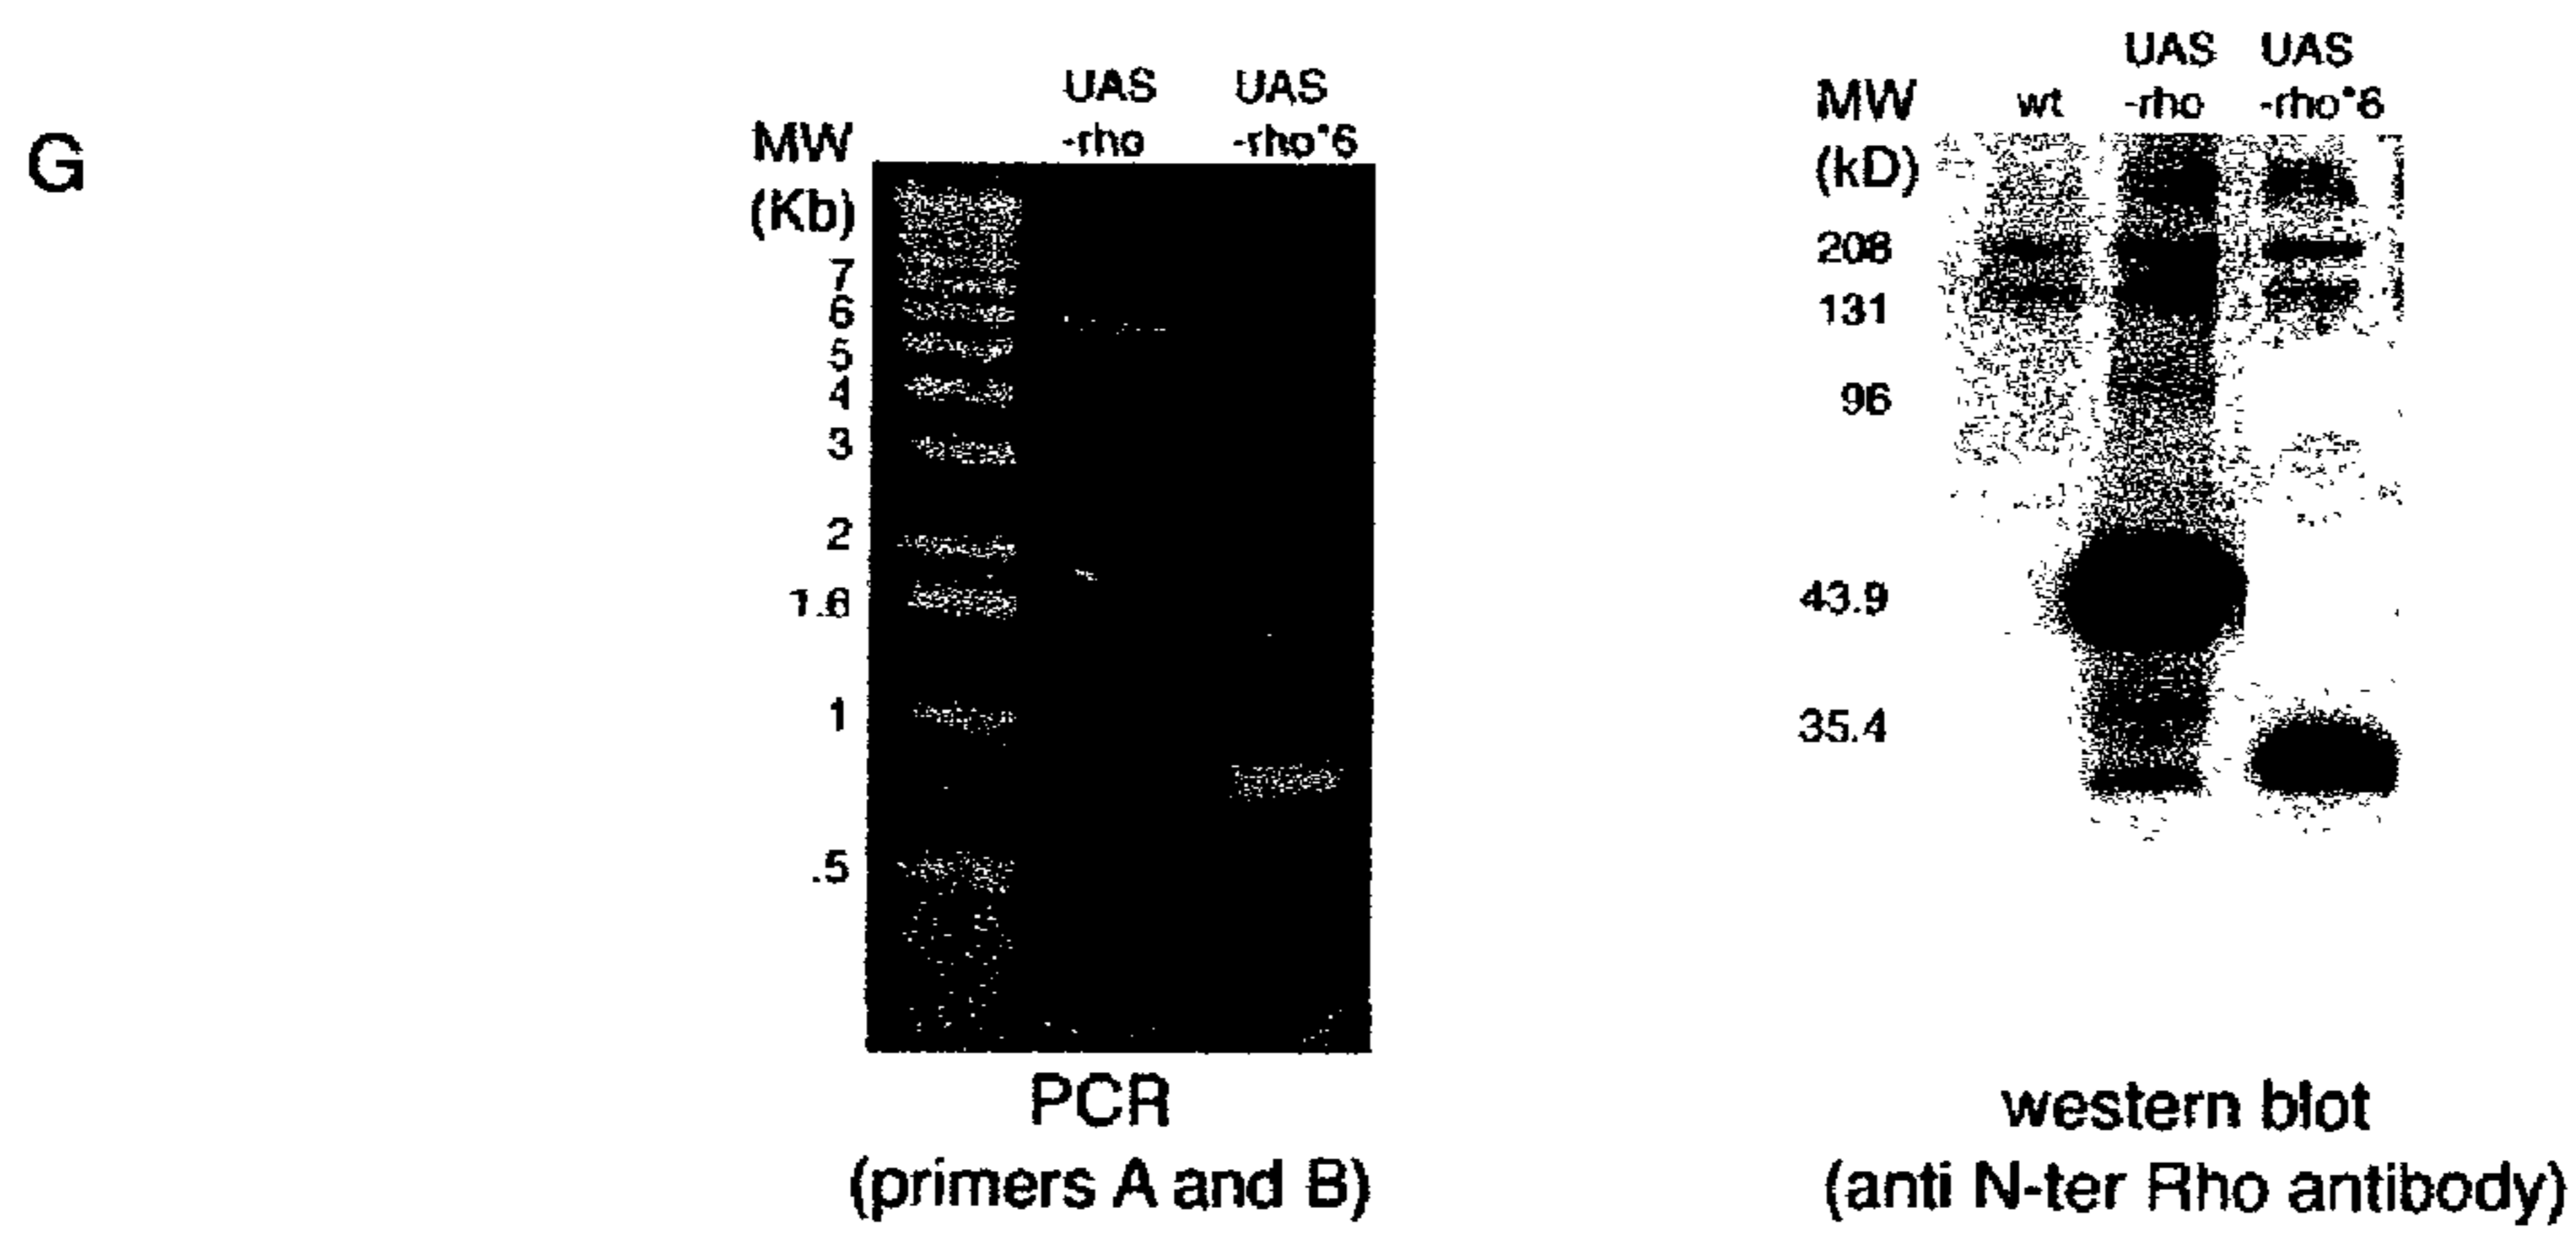 G
UAS UAS
-rho -rho*6
MW
(Kb)
7
6
5
4
3
2
1.6
1
.5
PCR
(primers A and B)
UAS UAS
MW wt -rho -rho*6
(kD)
208
131
96
43.9
35.4
western blot
(anti N-ter Rho antibody)